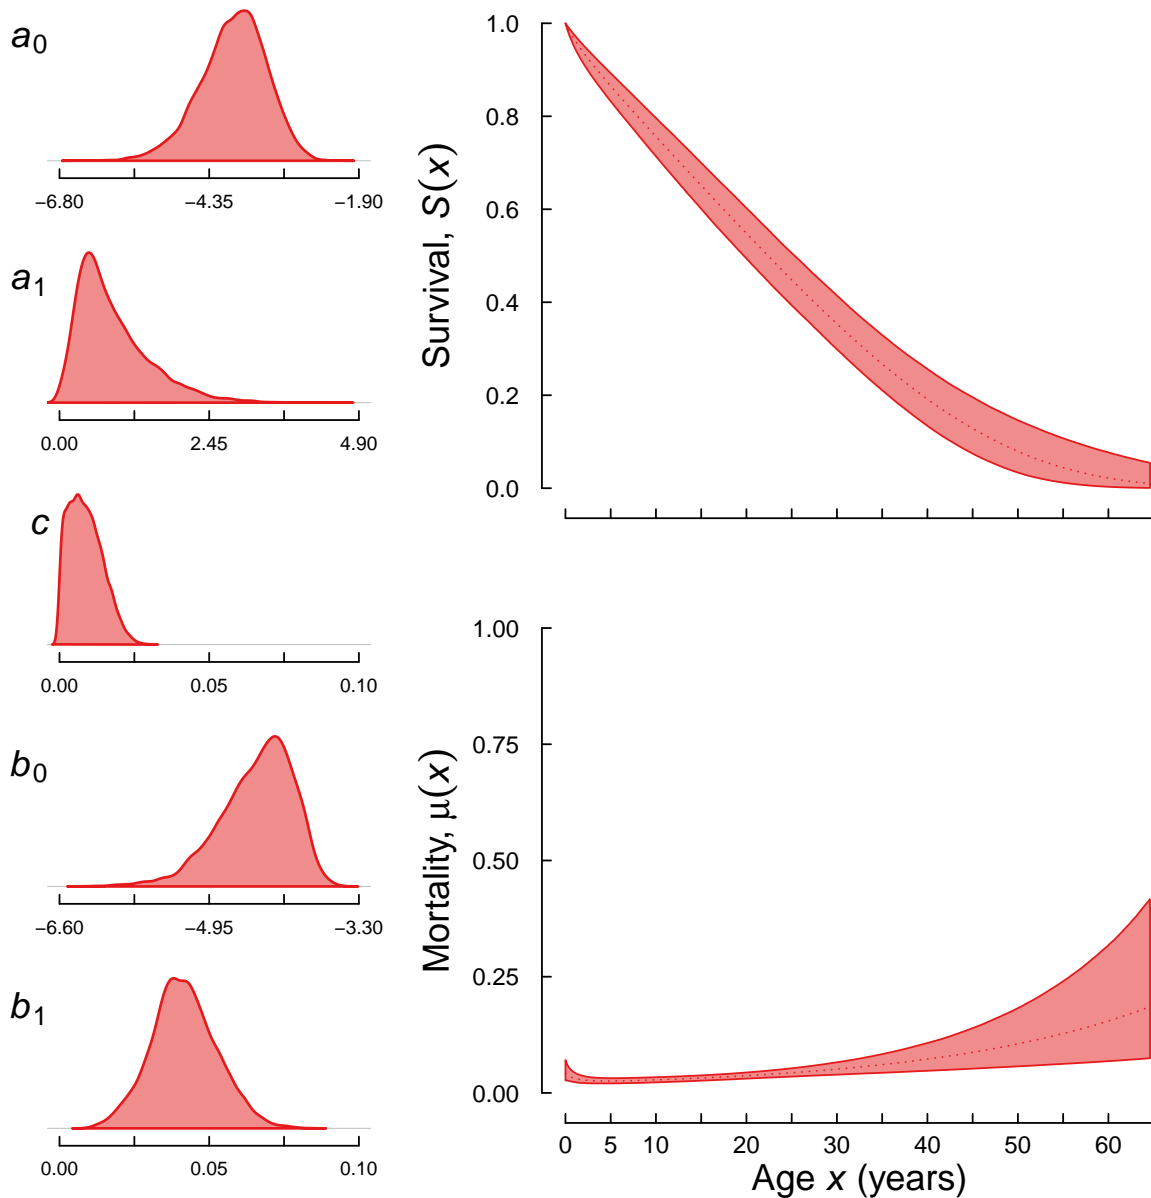 a0
−6.80 −4.35 −1.90
a1
0.00 2.45 4.90
c
0.00 0.05 0.10
b0
−6.60 −4.95 −3.30
b1
0.00 0.05 0.10
Survival, S(x)
1.0
0.8
0.6
0.4
0.2
0.0
Mortality, μ(x)
1.00
0.75
0.50
0.25
0.00
0 5 10 20 30 40 50 60
Age x (years)